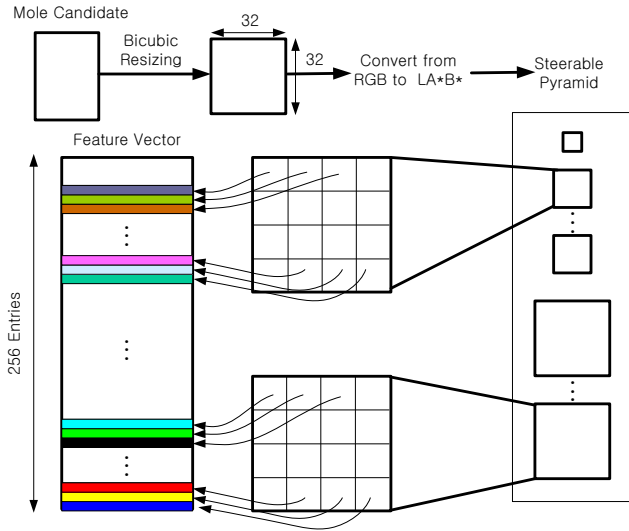 Mole Candidate
Bicubic
Resizing
32
32
Convert from
RGB to LA*B*
Steerable
Pyramid
Feature Vector
256 Entries